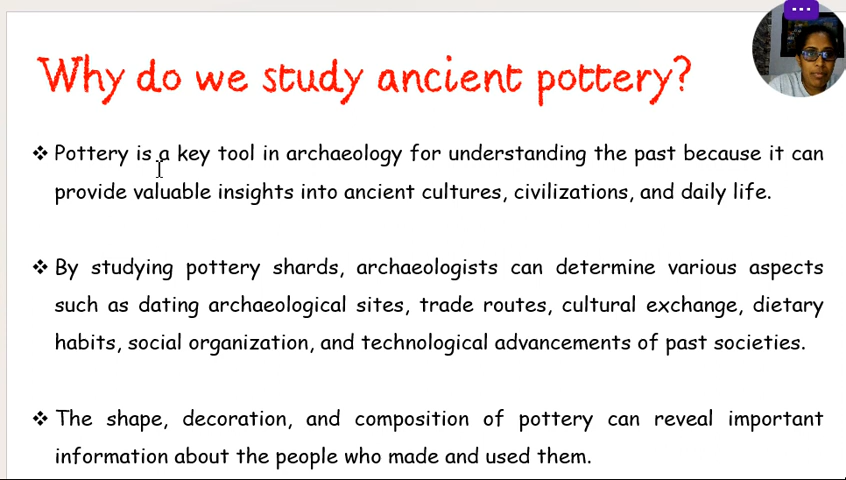 Why do we study ancient pottery?
❖ Pottery is a key tool in archaeology for understanding the past because it can
provide valuable insights into ancient cultures, civilizations, and daily life.
❖ By studying pottery shards, archaeologists can determine various aspects
such as dating archaeological sites, trade routes, cultural exchange, dietary
habits, social organization, and technological advancements of past societies.
❖ The shape, decoration, and composition of pottery can reveal important
information about the people who made and used them.